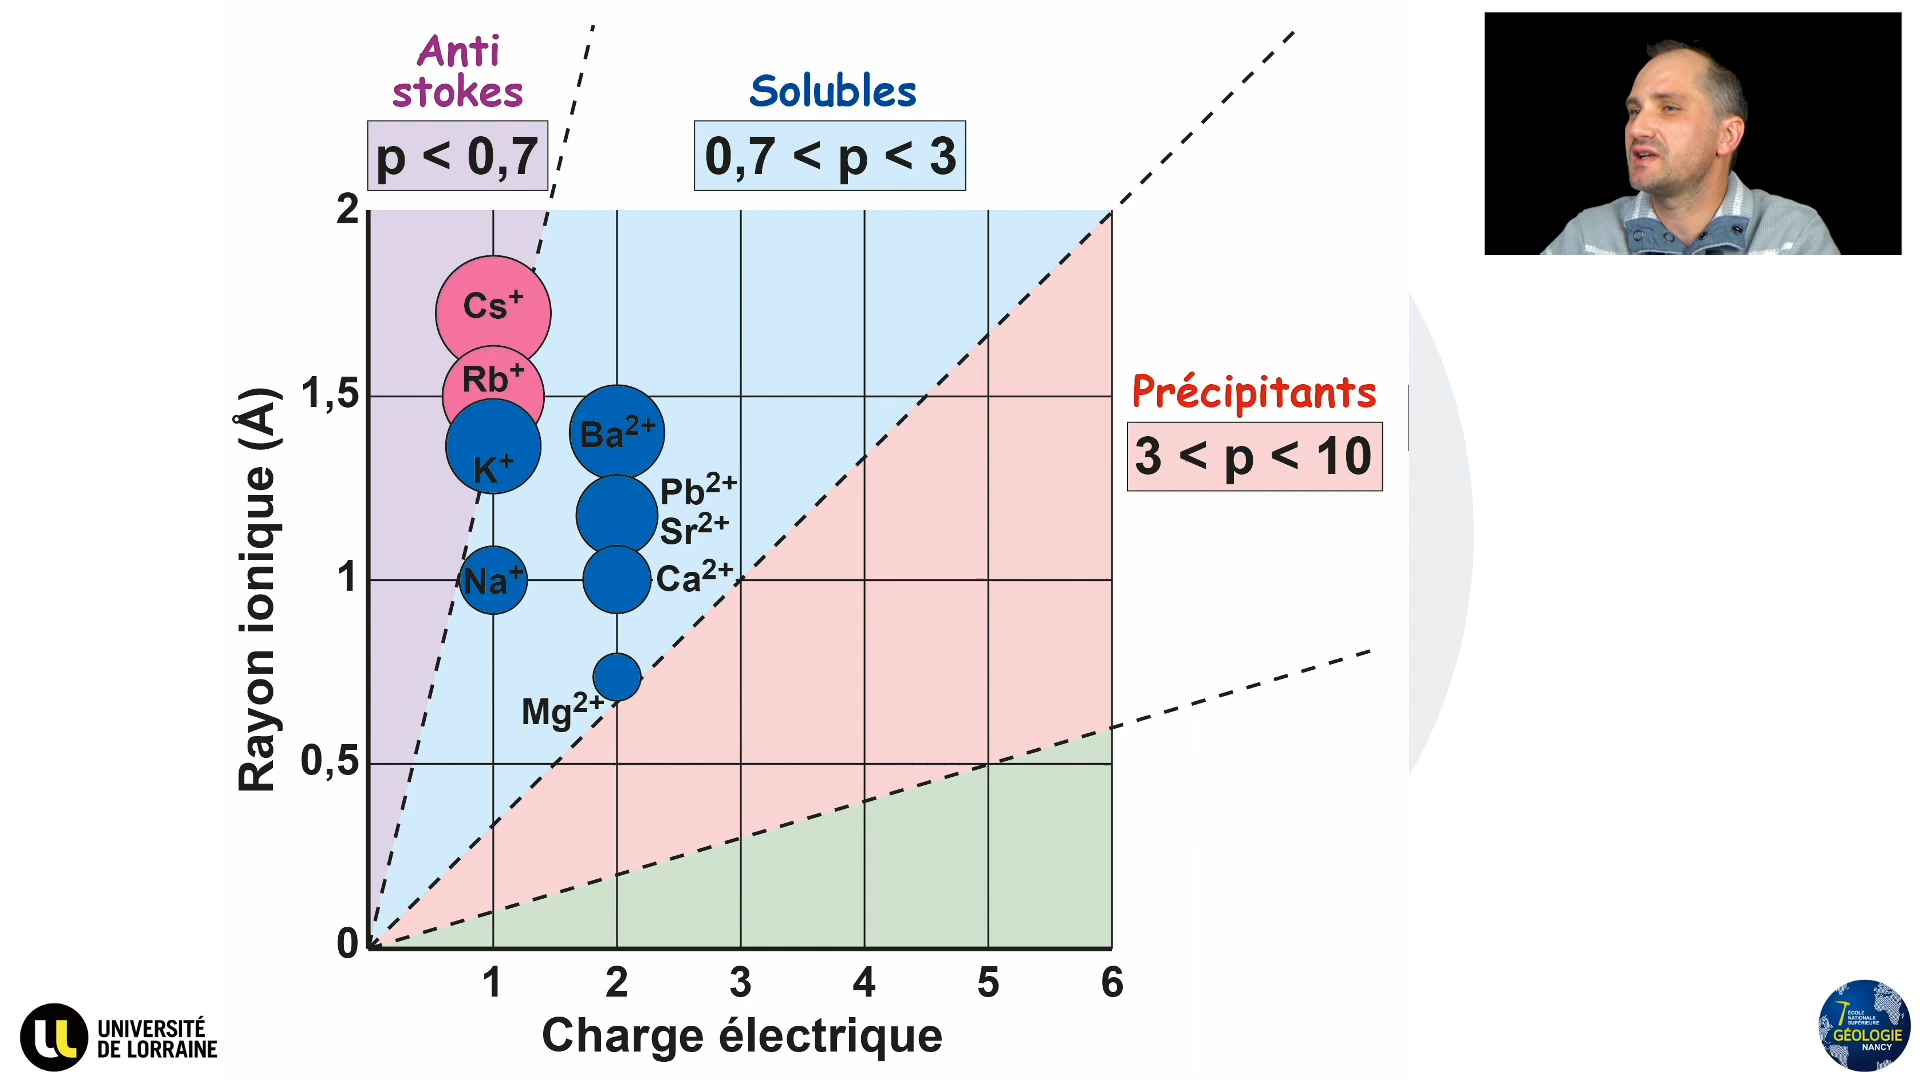 Anti
stokes
p < 0,7
Solubles
0,7 < p < 3
Précipitants
3 < p < 10
Rayon ionique (Å)
2
1,5
1
0,5
0
Cs⁺
Rb⁺
K⁺
Na⁺
Ba²⁺
Pb²⁺
Sr²⁺
Ca²⁺
Mg²⁺
1 2 3 4 5 6
Charge électrique
UNIVERSITÉ
DE LORRAINE
ÉCOLE
NATIONALE
SUPÉRIEURE
GÉOLOGIE
NANCY